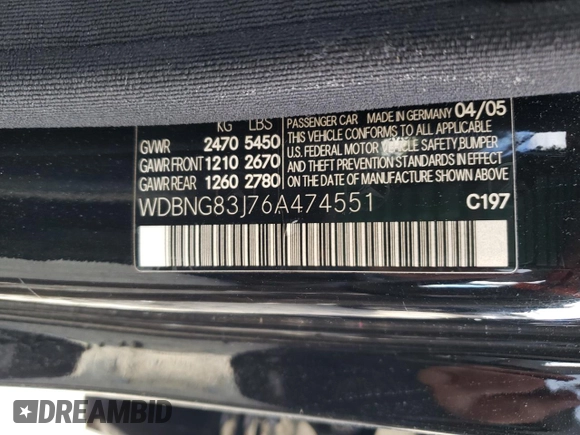 KG LBS PASSENGER CAR MADE IN GERMANY 04/05
GVWR 2470 5450 THIS VEHICLE CONFORMS TO ALL APPLICABLE
GAWR FRONT 1210 2670 U.S. FEDERAL MOTOR VEHICLE SAFETY, BUMPER
GAWR REAR 1260 2780 AND THEFT PREVENTION STANDARDS IN EFFECT
ON THE DATE OF MANUFACTURE SHOWN ABOVE
WDBNG83J76A474551 C197
DREAMBID